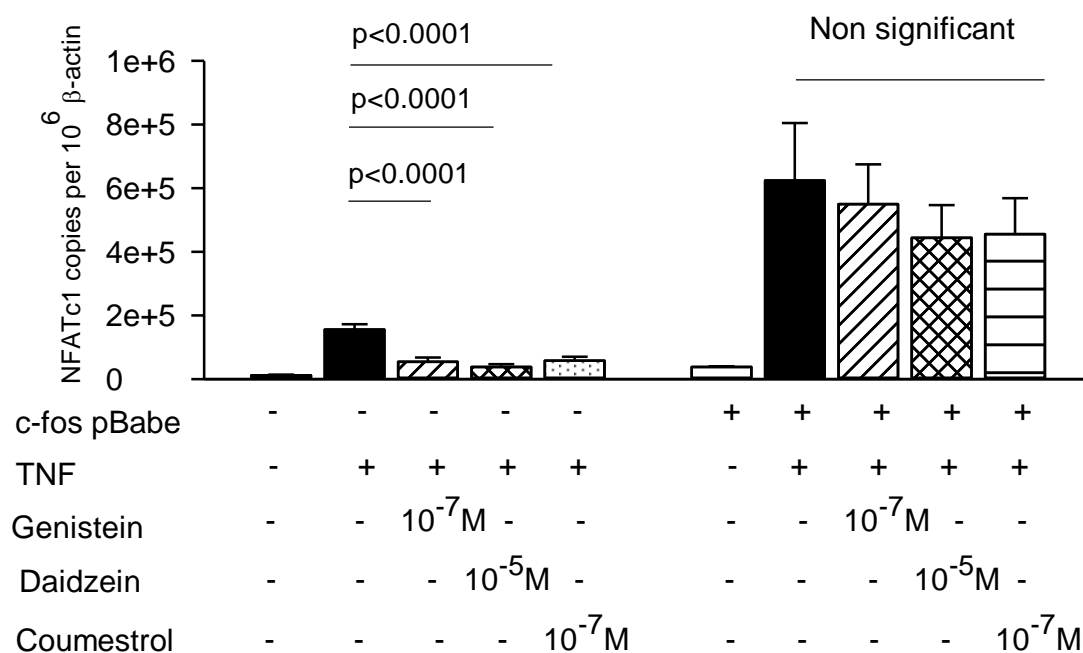 Non significant
p<0.0001
p<0.0001
p<0.0001
NFATc1 copies per 10^6 β-actin
1e+6
8e+5
6e+5
4e+5
2e+5
0
c-fos pBabe - - - - - + + + + +
TNF - + + + + - + + + +
Genistein - - 10^-7M - - - - 10^-7M - -
Daidzein - - - 10^-5M - - - - 10^-5M -
Coumestrol - - - - 10^-7M - - - - 10^-7M